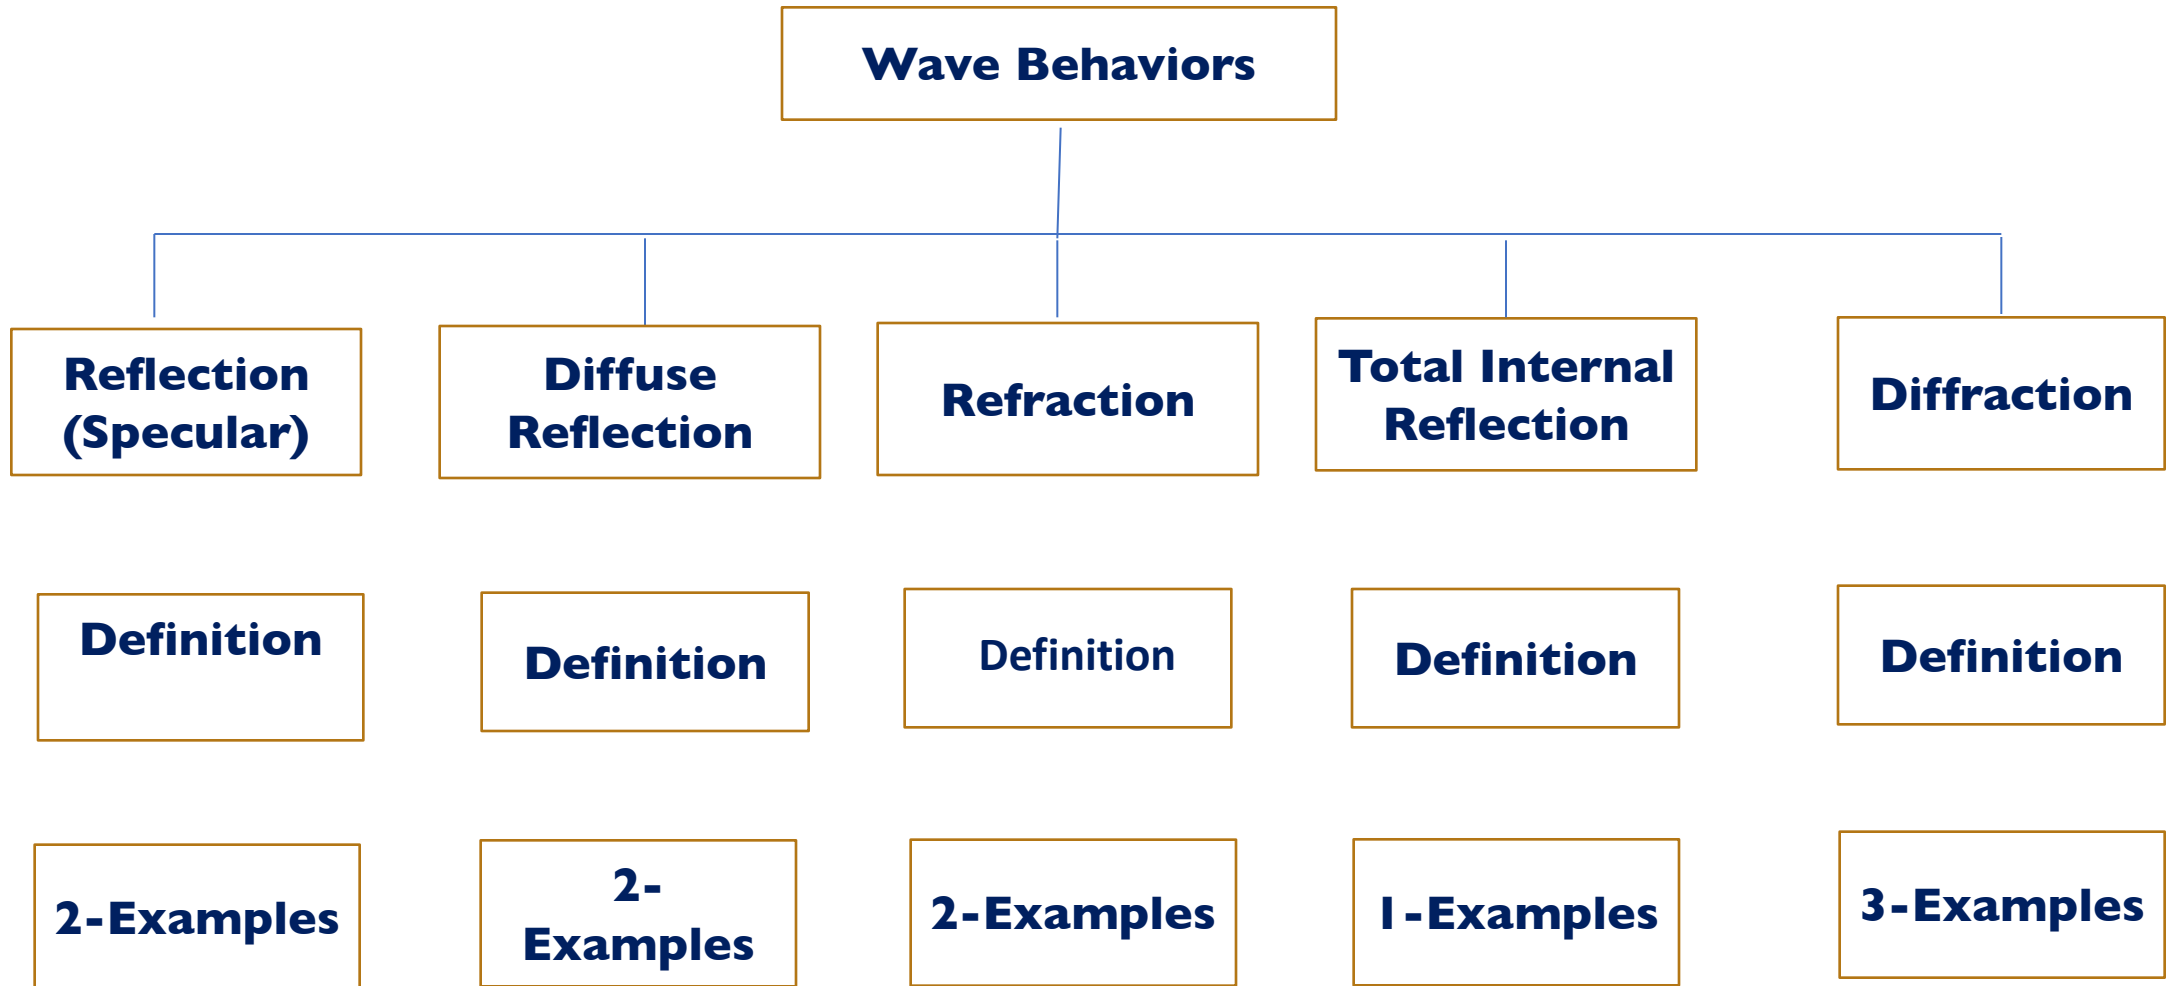 Wave Behaviors
Reflection
(Specular)
Diffuse
Reflection
Refraction
Total Internal
Reflection
Diffraction
Definition
Definition
Definition
Definition
Definition
2-Examples
2-
Examples
2-Examples
1-Examples
3-Examples